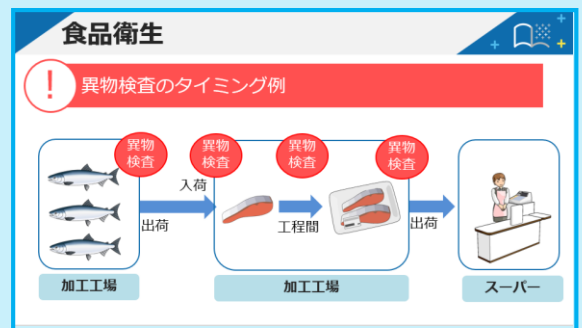 食品衛生
! 異物検査のタイミング例
異物
検査
異物
検査
異物
検査
異物
検査
入荷
出荷
工程間
出荷
加工工場
加工工場
スーパー